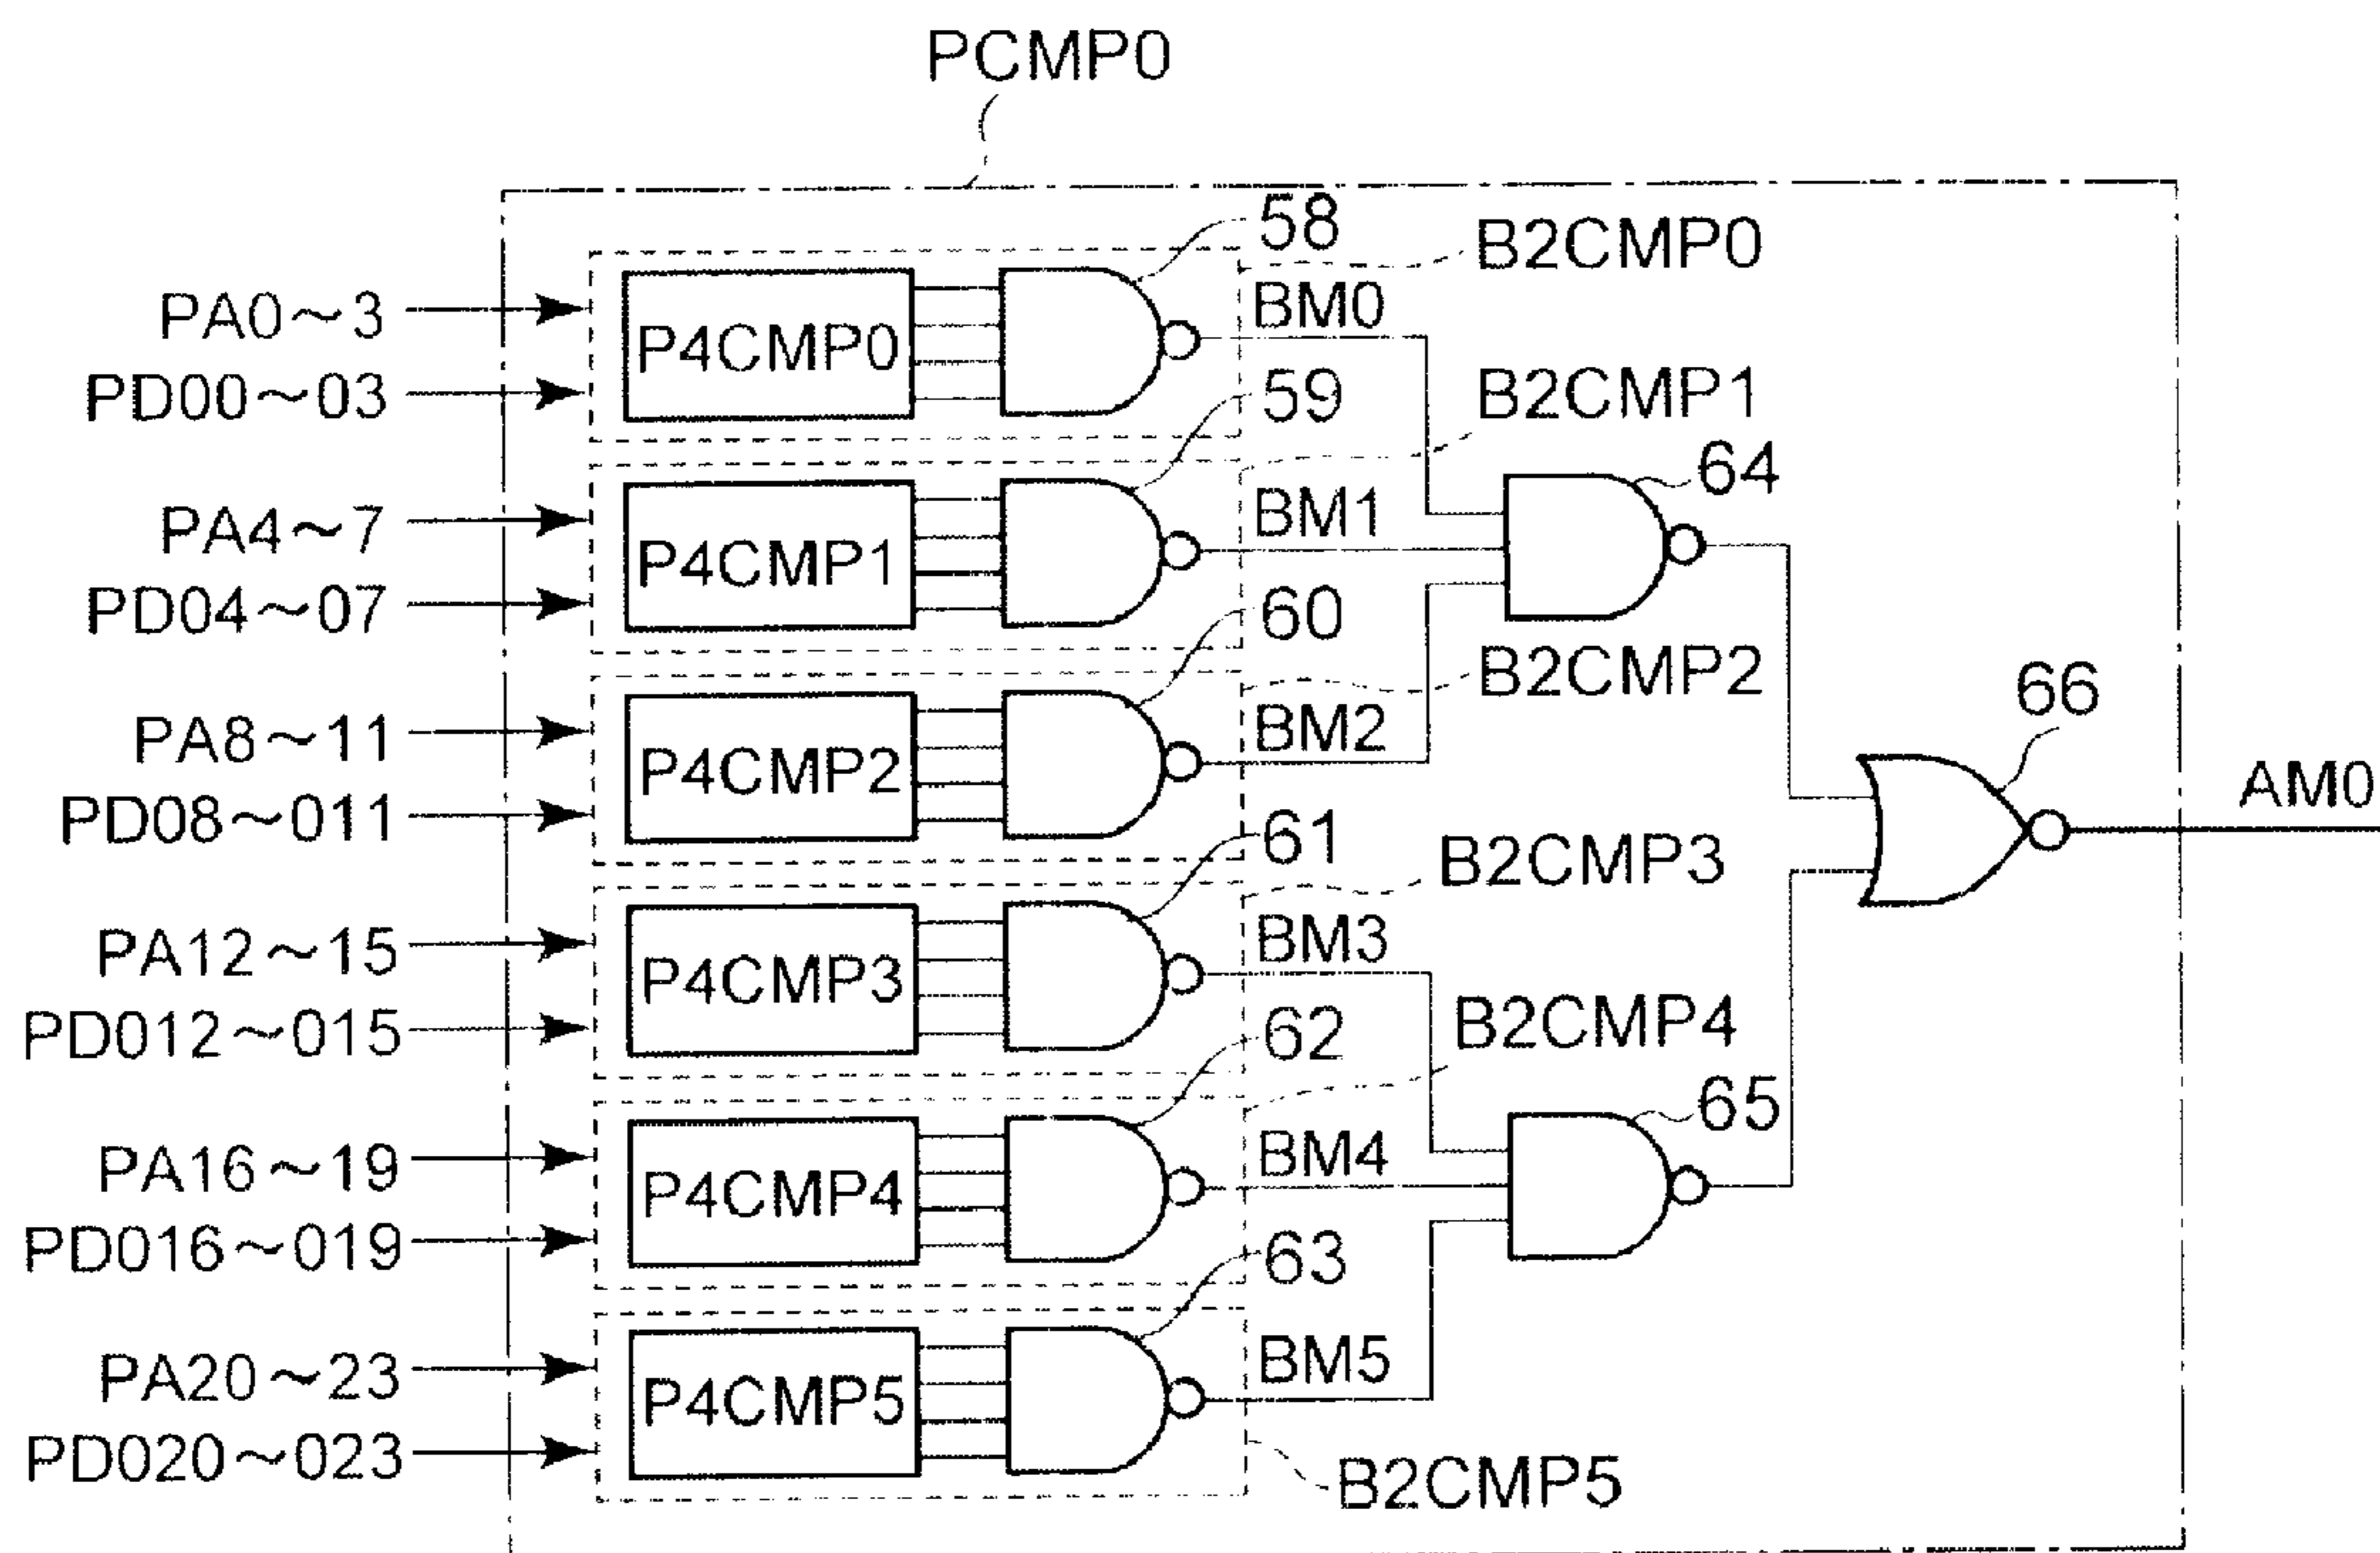 PCMP0
58
B2CMP0
PA0~3
PD00~03
P4CMP0
BM0
59
B2CMP1
PA4~7
PD04~07
P4CMP1
BM1
64
60
B2CMP2
PA8~11
PD08~011
P4CMP2
BM2
66
AM0
61
B2CMP3
PA12~15
PD012~015
P4CMP3
BM3
62
B2CMP4
PA16~19
PD016~019
P4CMP4
BM4
65
63
PA20~23
PD020~023
P4CMP5
BM5
B2CMP5